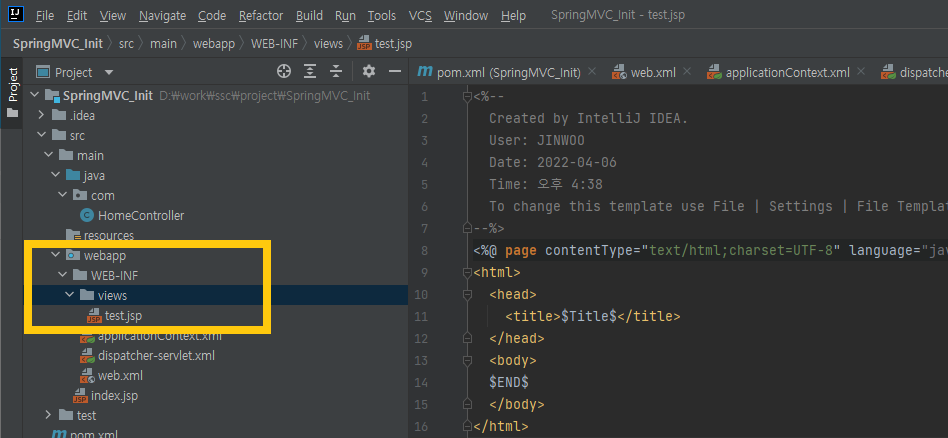 File Edit View Navigate Code Refactor Build Run Tools VCS Window Help SpringMVC_Init - test.jsp
SpringMVC_Init src main webapp WEB-INF views test.jsp
Project
Project
SpringMVC_Init D:₩work₩ssc₩project₩SpringMVC_Init
.idea
src
main
java
com
HomeController
resources
webapp
WEB-INF
views
test.jsp
applicationContext.xml
dispatcher-servlet.xml
web.xml
index.jsp
test
pom.xml
pom.xml (SpringMVC_Init) web.xml applicationContext.xml dispatch
1 <%--
2 Created by IntelliJ IDEA.
3 User: JINWOO
4 Date: 2022-04-06
5 Time: 오후 4:38
6 To change this template use File | Settings | File Templa
7 --%>
8 <%@ page contentType="text/html;charset=UTF-8" language="jav
9 <html>
10 <head>
11 <title>$Title$</title>
12 </head>
13 <body>
14 $END$
15 </body>
16 </html>